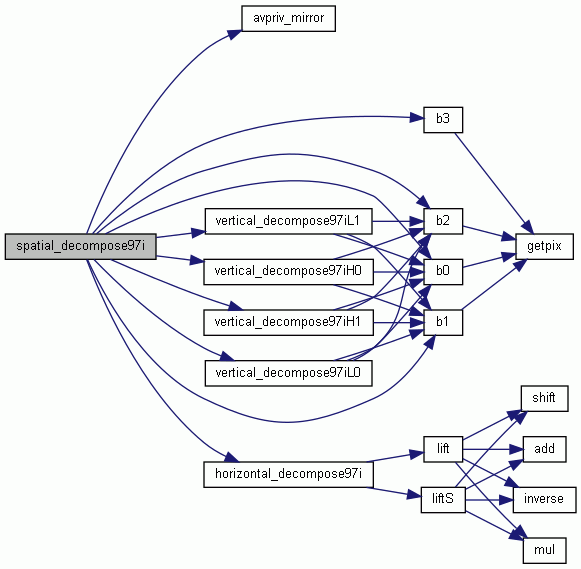 avpriv_mirror
b3
spatial_decompose97i
vertical_decompose97iL1
b2
getpix
vertical_decompose97iH0
b0
vertical_decompose97iH1
b1
vertical_decompose97iL0
shift
horizontal_decompose97i
lift
add
liftS
inverse
mul